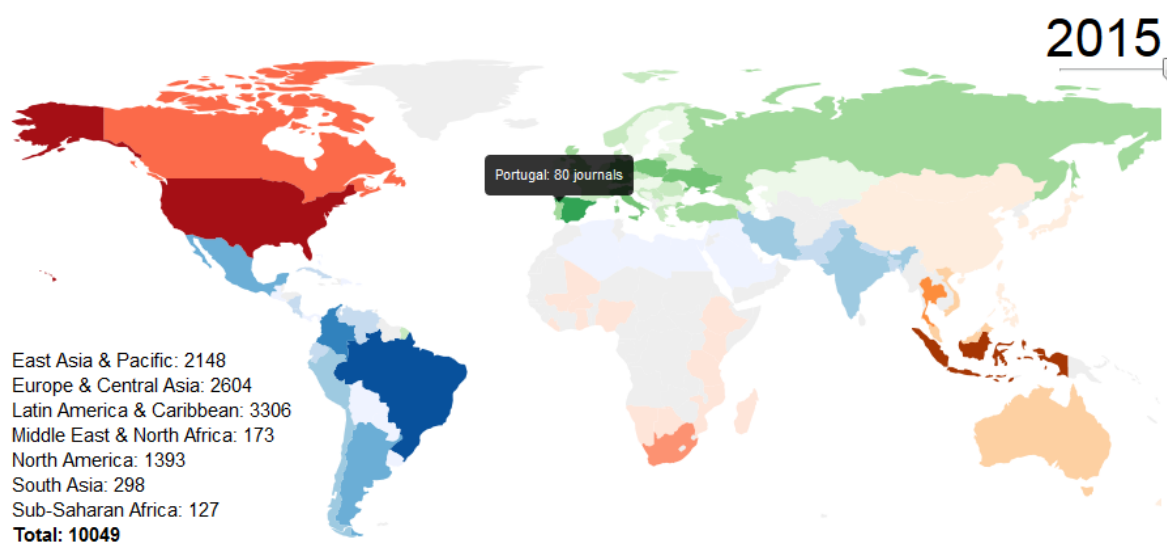 2015
Portugal: 80 journals
East Asia & Pacific: 2148
Europe & Central Asia: 2604
Latin America & Caribbean: 3306
Middle East & North Africa: 173
North America: 1393
South Asia: 298
Sub-Saharan Africa: 127
Total: 10049